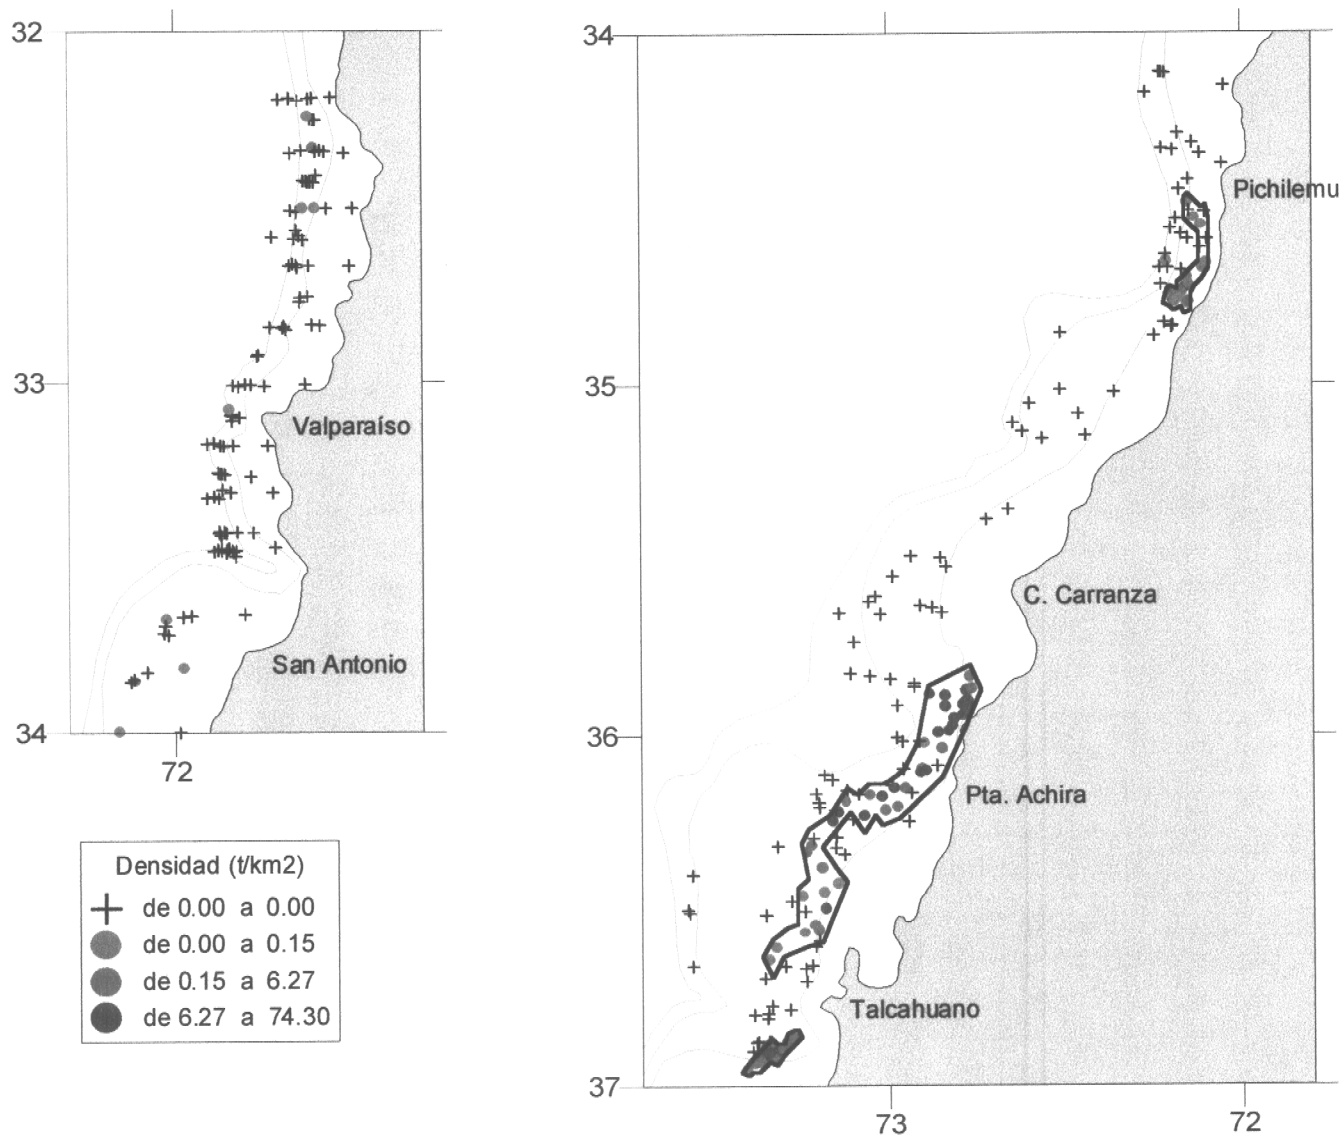 32
33
34
72
Valparaíso
San Antonio
Densidad (t/km2)
de 0.00 a 0.00
de 0.00 a 0.15
de 0.15 a 6.27
de 6.27 a 74.30
34
35
36
37
73
72
Pichilemu
C. Carranza
Pta. Achira
Talcahuano